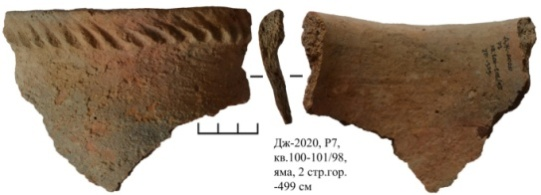 Дж-2020, Р7,
кв.100-101/98,
яма, 2 стр.гор.
-499 см